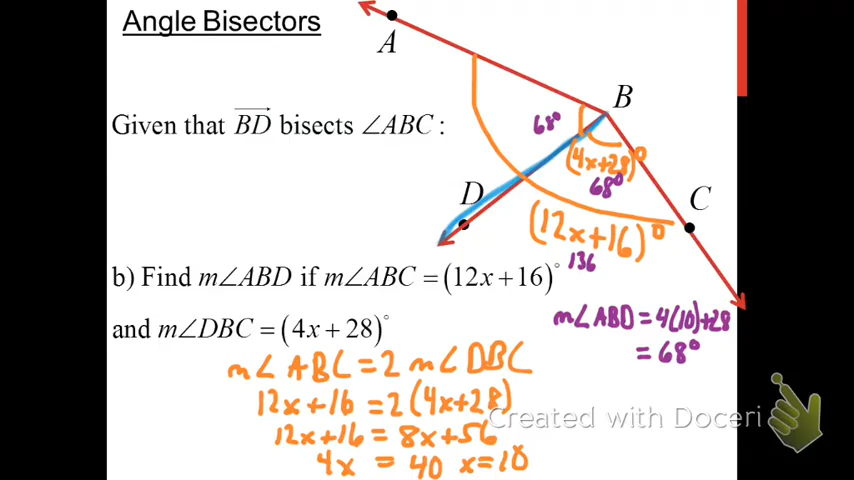 Angle Bisectors
A
B
Given that BD bisects ∠ABC :
68°
(4x+28)°
68°
D
C
(12x+16)°
136
b) Find m∠ABD if m∠ABC = (12x+16)°
and m∠DBC = (4x+28)°
m∠ABD = 4(10)+28
= 68°
m∠ABC = 2 m∠DBC
12x+16 = 2(4x+28)
12x+16 = 8x+56
4x = 40 x=10
Created with Doceri